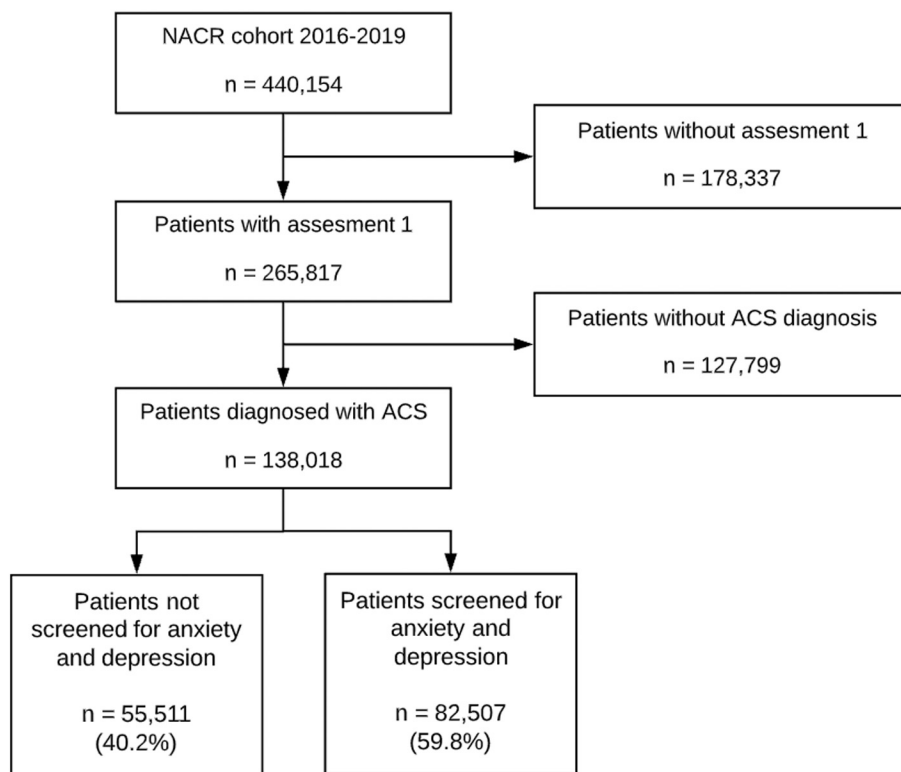 NACR cohort 2016-2019
n = 440,154
Patients without assesment 1
n = 178,337
Patients with assesment 1
n = 265,817
Patients without ACS diagnosis
n = 127,799
Patients diagnosed with ACS
n = 138,018
Patients not
screened for anxiety
and depression
n = 55,511
(40.2%)
Patients screened for
anxiety and
depression
n = 82,507
(59.8%)